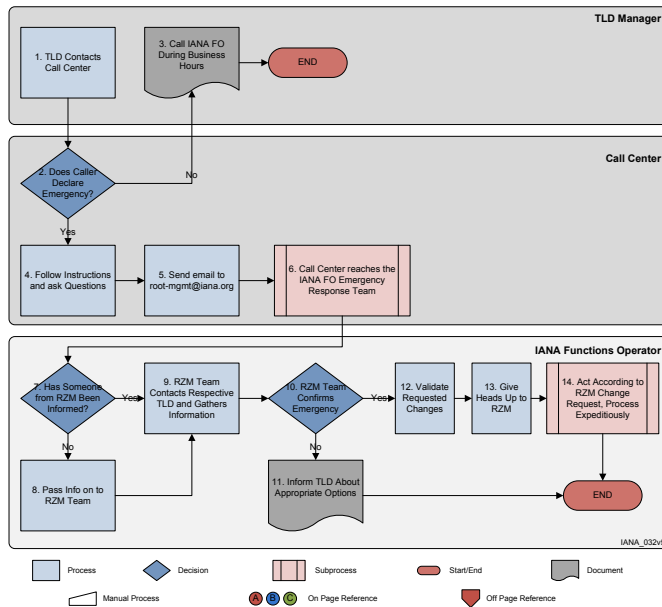 TLD Manager
1. TLD Contacts
Call Center
3. Call IANA FO
During Business
Hours
END
Call Center
2. Does Caller
Declare
Emergency?
No
Yes
4. Follow Instructions
and ask Questions
5. Send email to
root-mgmt@iana.org
6. Call Center reaches the
IANA FO Emergency
Response Team
IANA Functions Operator
7. Has Someone
from RZM Been
Informed?
Yes
9. RZM Team
Contacts Respective
TLD and Gathers
Information
10. RZM Team
Confirms
Emergency
Yes
12. Validate
Requested
Changes
13. Give
Heads Up to
RZM
14. Act According to
RZM Change
Request, Process
Expeditiously
No
No
8. Pass Info on to
RZM Team
11. Inform TLD About
Appropriate Options
END
Process
Decision
Subprocess
Start/End
Document
Manual Process
A B C On Page Reference
Off Page Reference